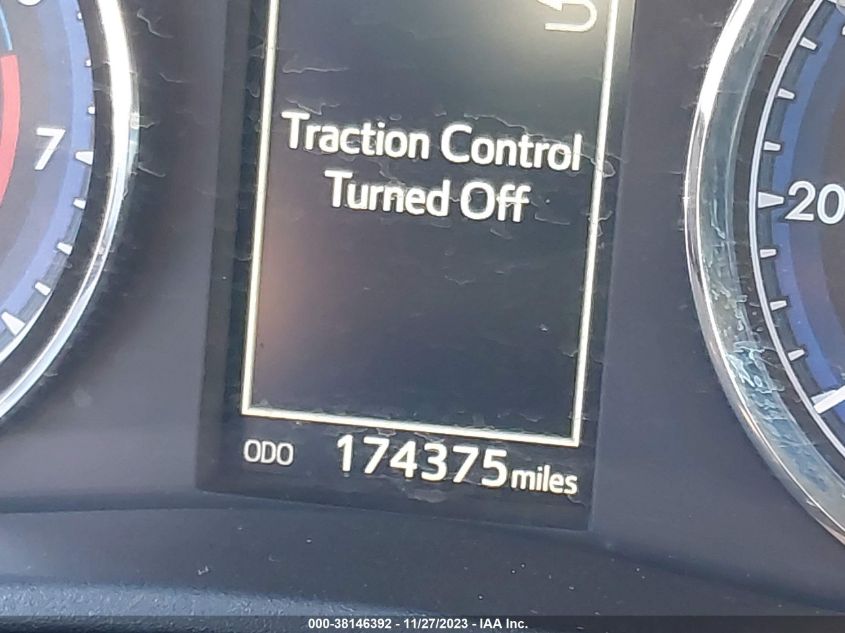 7
Traction Control
Turned Off
20
ODO 174375 miles
000-38146392 - 11/27/2023 - IAA Inc.